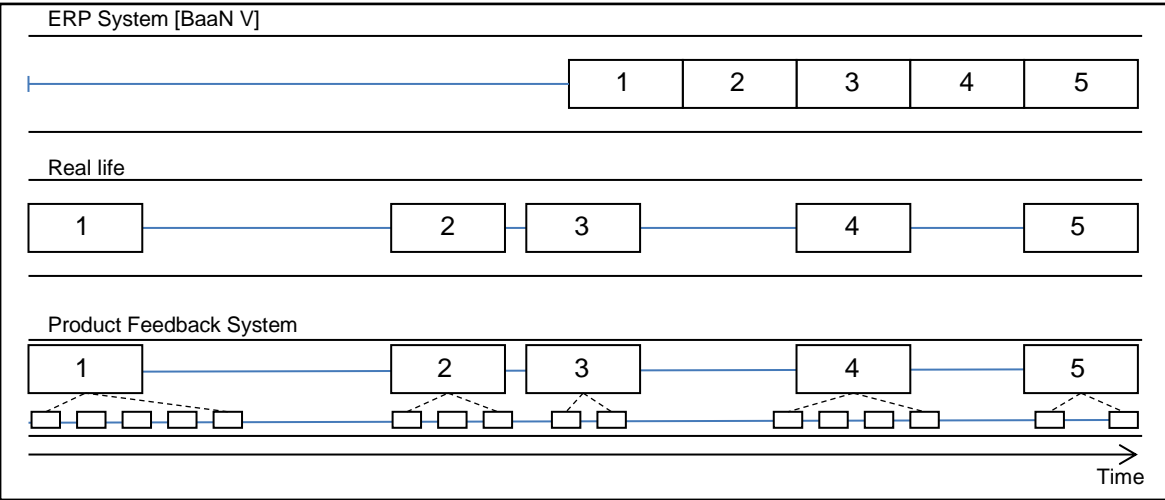 ERP System [BaaN V]
1 2 3 4 5
Real life
1 2 3 4 5
Product Feedback System
1 2 3 4 5
Time